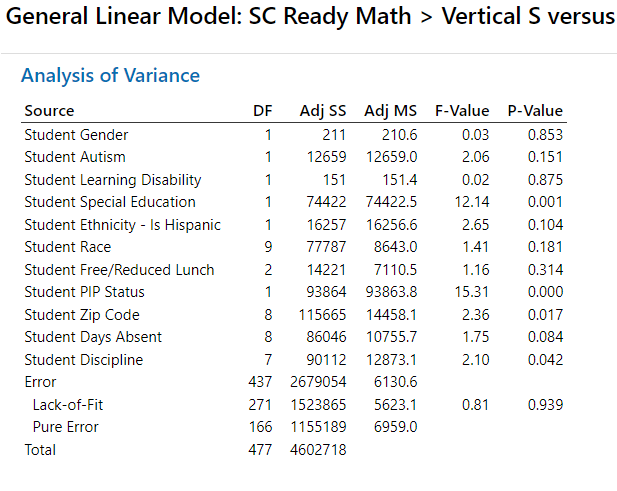 General Linear Model: SC Ready Math > Vertical S versus
Analysis of Variance
Source DF Adj SS Adj MS F-Value P-Value
Student Gender 1 211 210.6 0.03 0.853
Student Autism 1 12659 12659.0 2.06 0.151
Student Learning Disability 1 151 151.4 0.02 0.875
Student Special Education 1 74422 74422.5 12.14 0.001
Student Ethnicity - Is Hispanic 1 16257 16256.6 2.65 0.104
Student Race 9 77787 8643.0 1.41 0.181
Student Free/Reduced Lunch 2 14221 7110.5 1.16 0.314
Student PIP Status 1 93864 93863.8 15.31 0.000
Student Zip Code 8 115665 14458.1 2.36 0.017
Student Days Absent 8 86046 10755.7 1.75 0.084
Student Discipline 7 90112 12873.1 2.10 0.042
Error 437 2679054 6130.6
Lack-of-Fit 271 1523865 5623.1 0.81 0.939
Pure Error 166 1155189 6959.0
Total 477 4602718